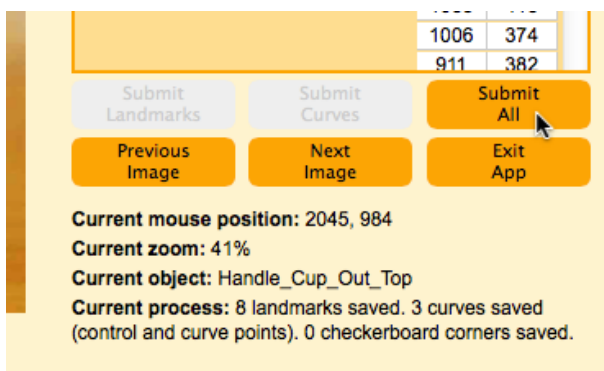 1006 374
911 382
Submit Landmarks
Submit Curves
Submit All
Previous Image
Next Image
Exit App
Current mouse position: 2045, 984
Current zoom: 41%
Current object: Handle_Cup_Out_Top
Current process: 8 landmarks saved. 3 curves saved
(control and curve points). 0 checkerboard corners saved.